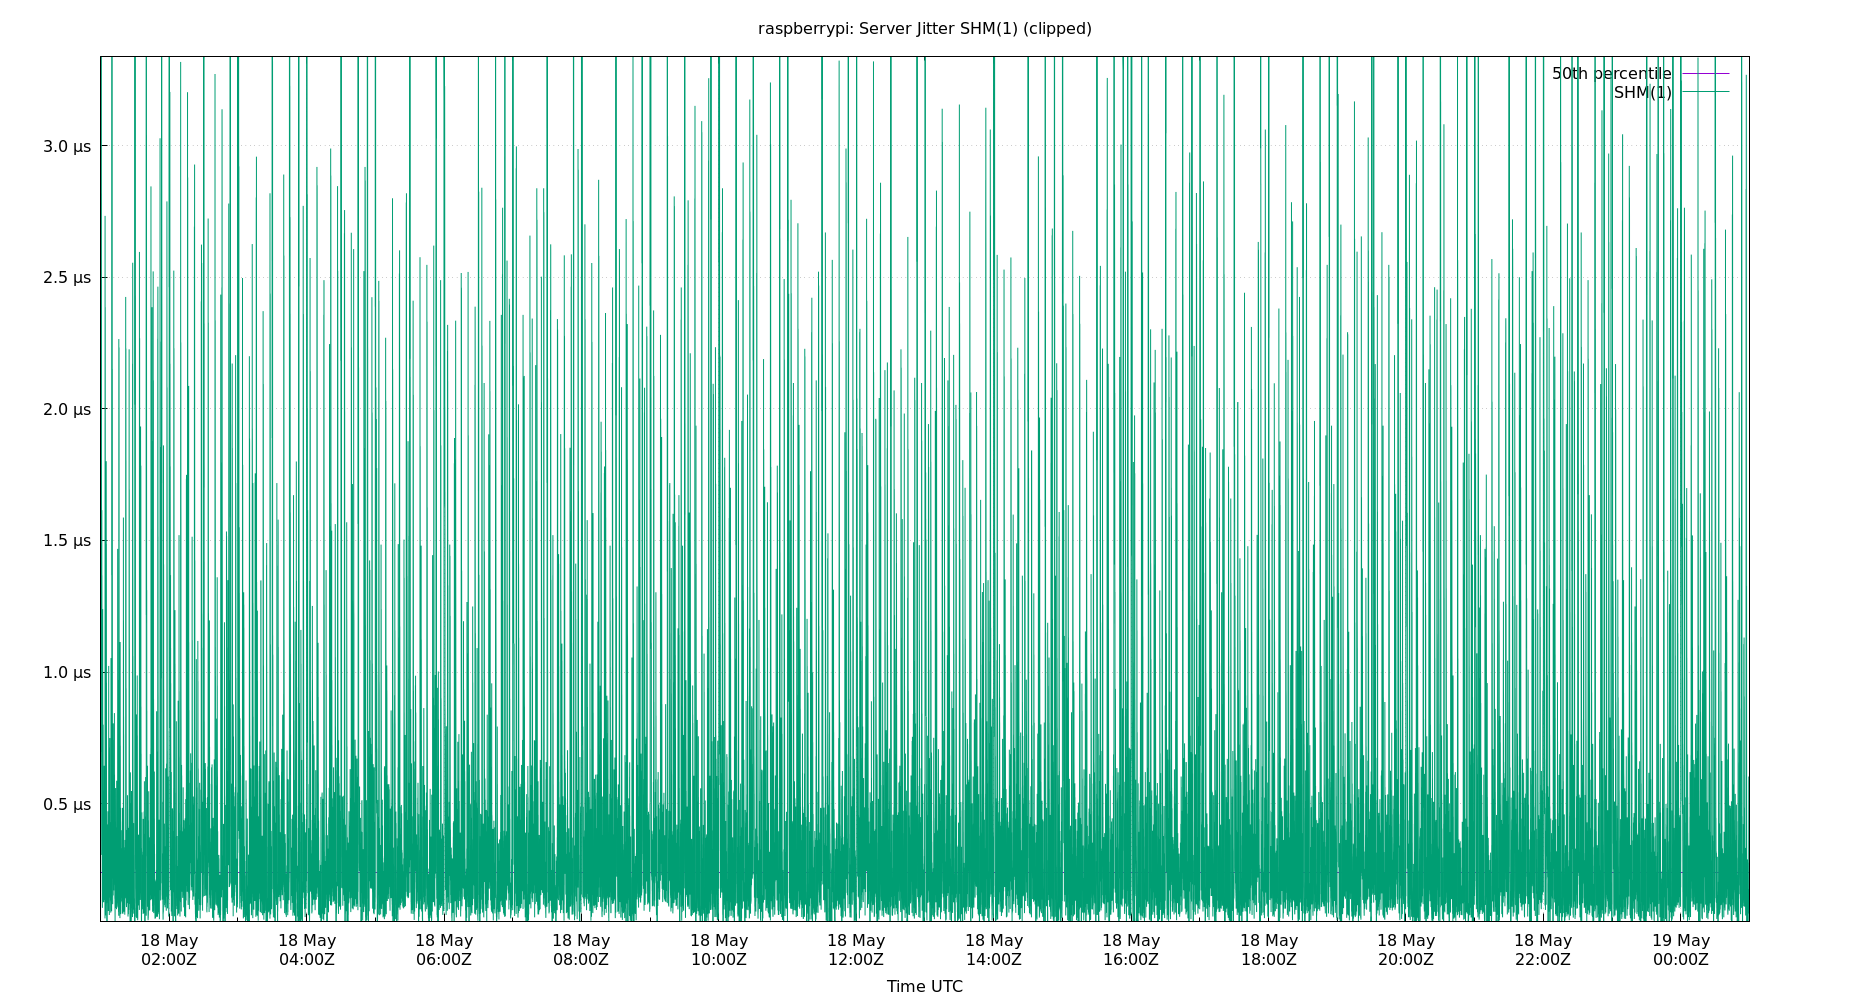 raspberrypi: Server Jitter SHM(1) (clipped)
50th percentile
SHM(1)
3.0 µs
2.5 µs
2.0 µs
1.5 µs
1.0 µs
0.5 µs
18 May 18 May 18 May 18 May 18 May 18 May 18 May 18 May 18 May 18 May 18 May 19 May
02:00Z 04:00Z 06:00Z 08:00Z 10:00Z 12:00Z 14:00Z 16:00Z 18:00Z 20:00Z 22:00Z 00:00Z
Time UTC